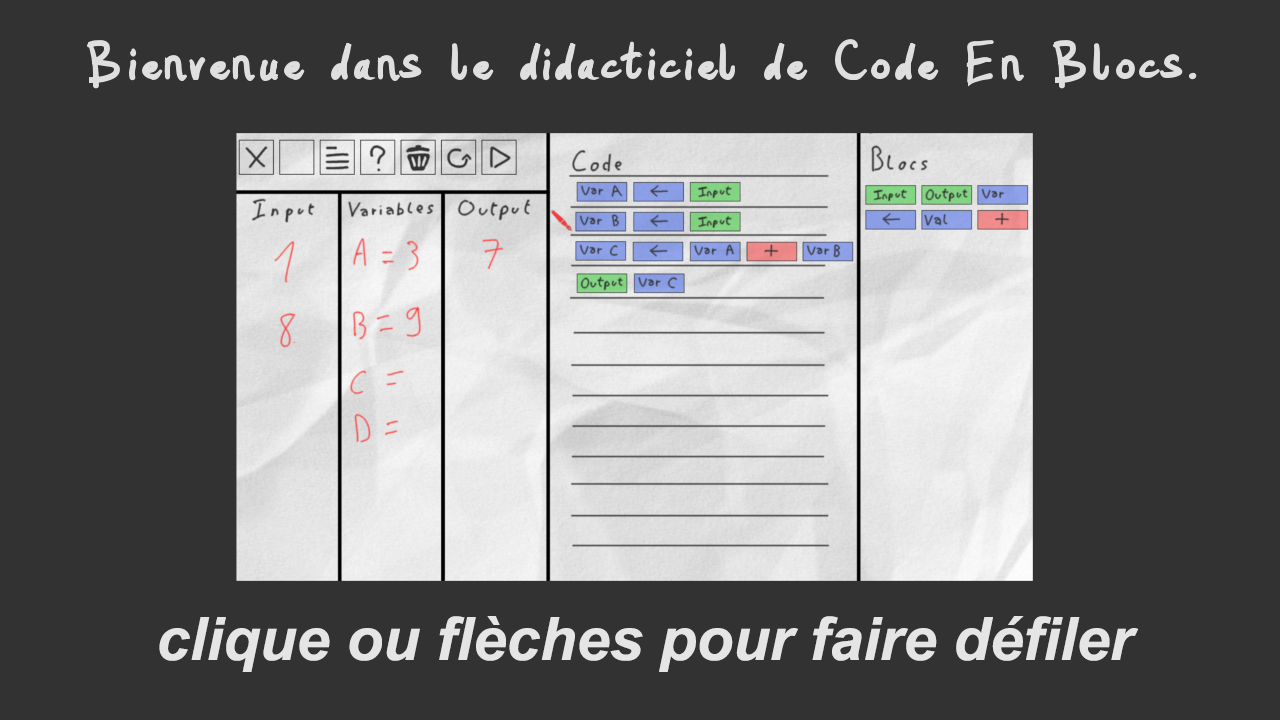 Bienvenue dans le didacticiel de Code En Blocs.
X ?
Input Variables Output
1 A = 3 7
8 B = 9
C =
D =
Code
Var A ← Input
Var B ← Input
Var C ← Var A + Var B
Output Var C
Blocs
Input Output Var
← Val +
clique ou flèches pour faire défiler